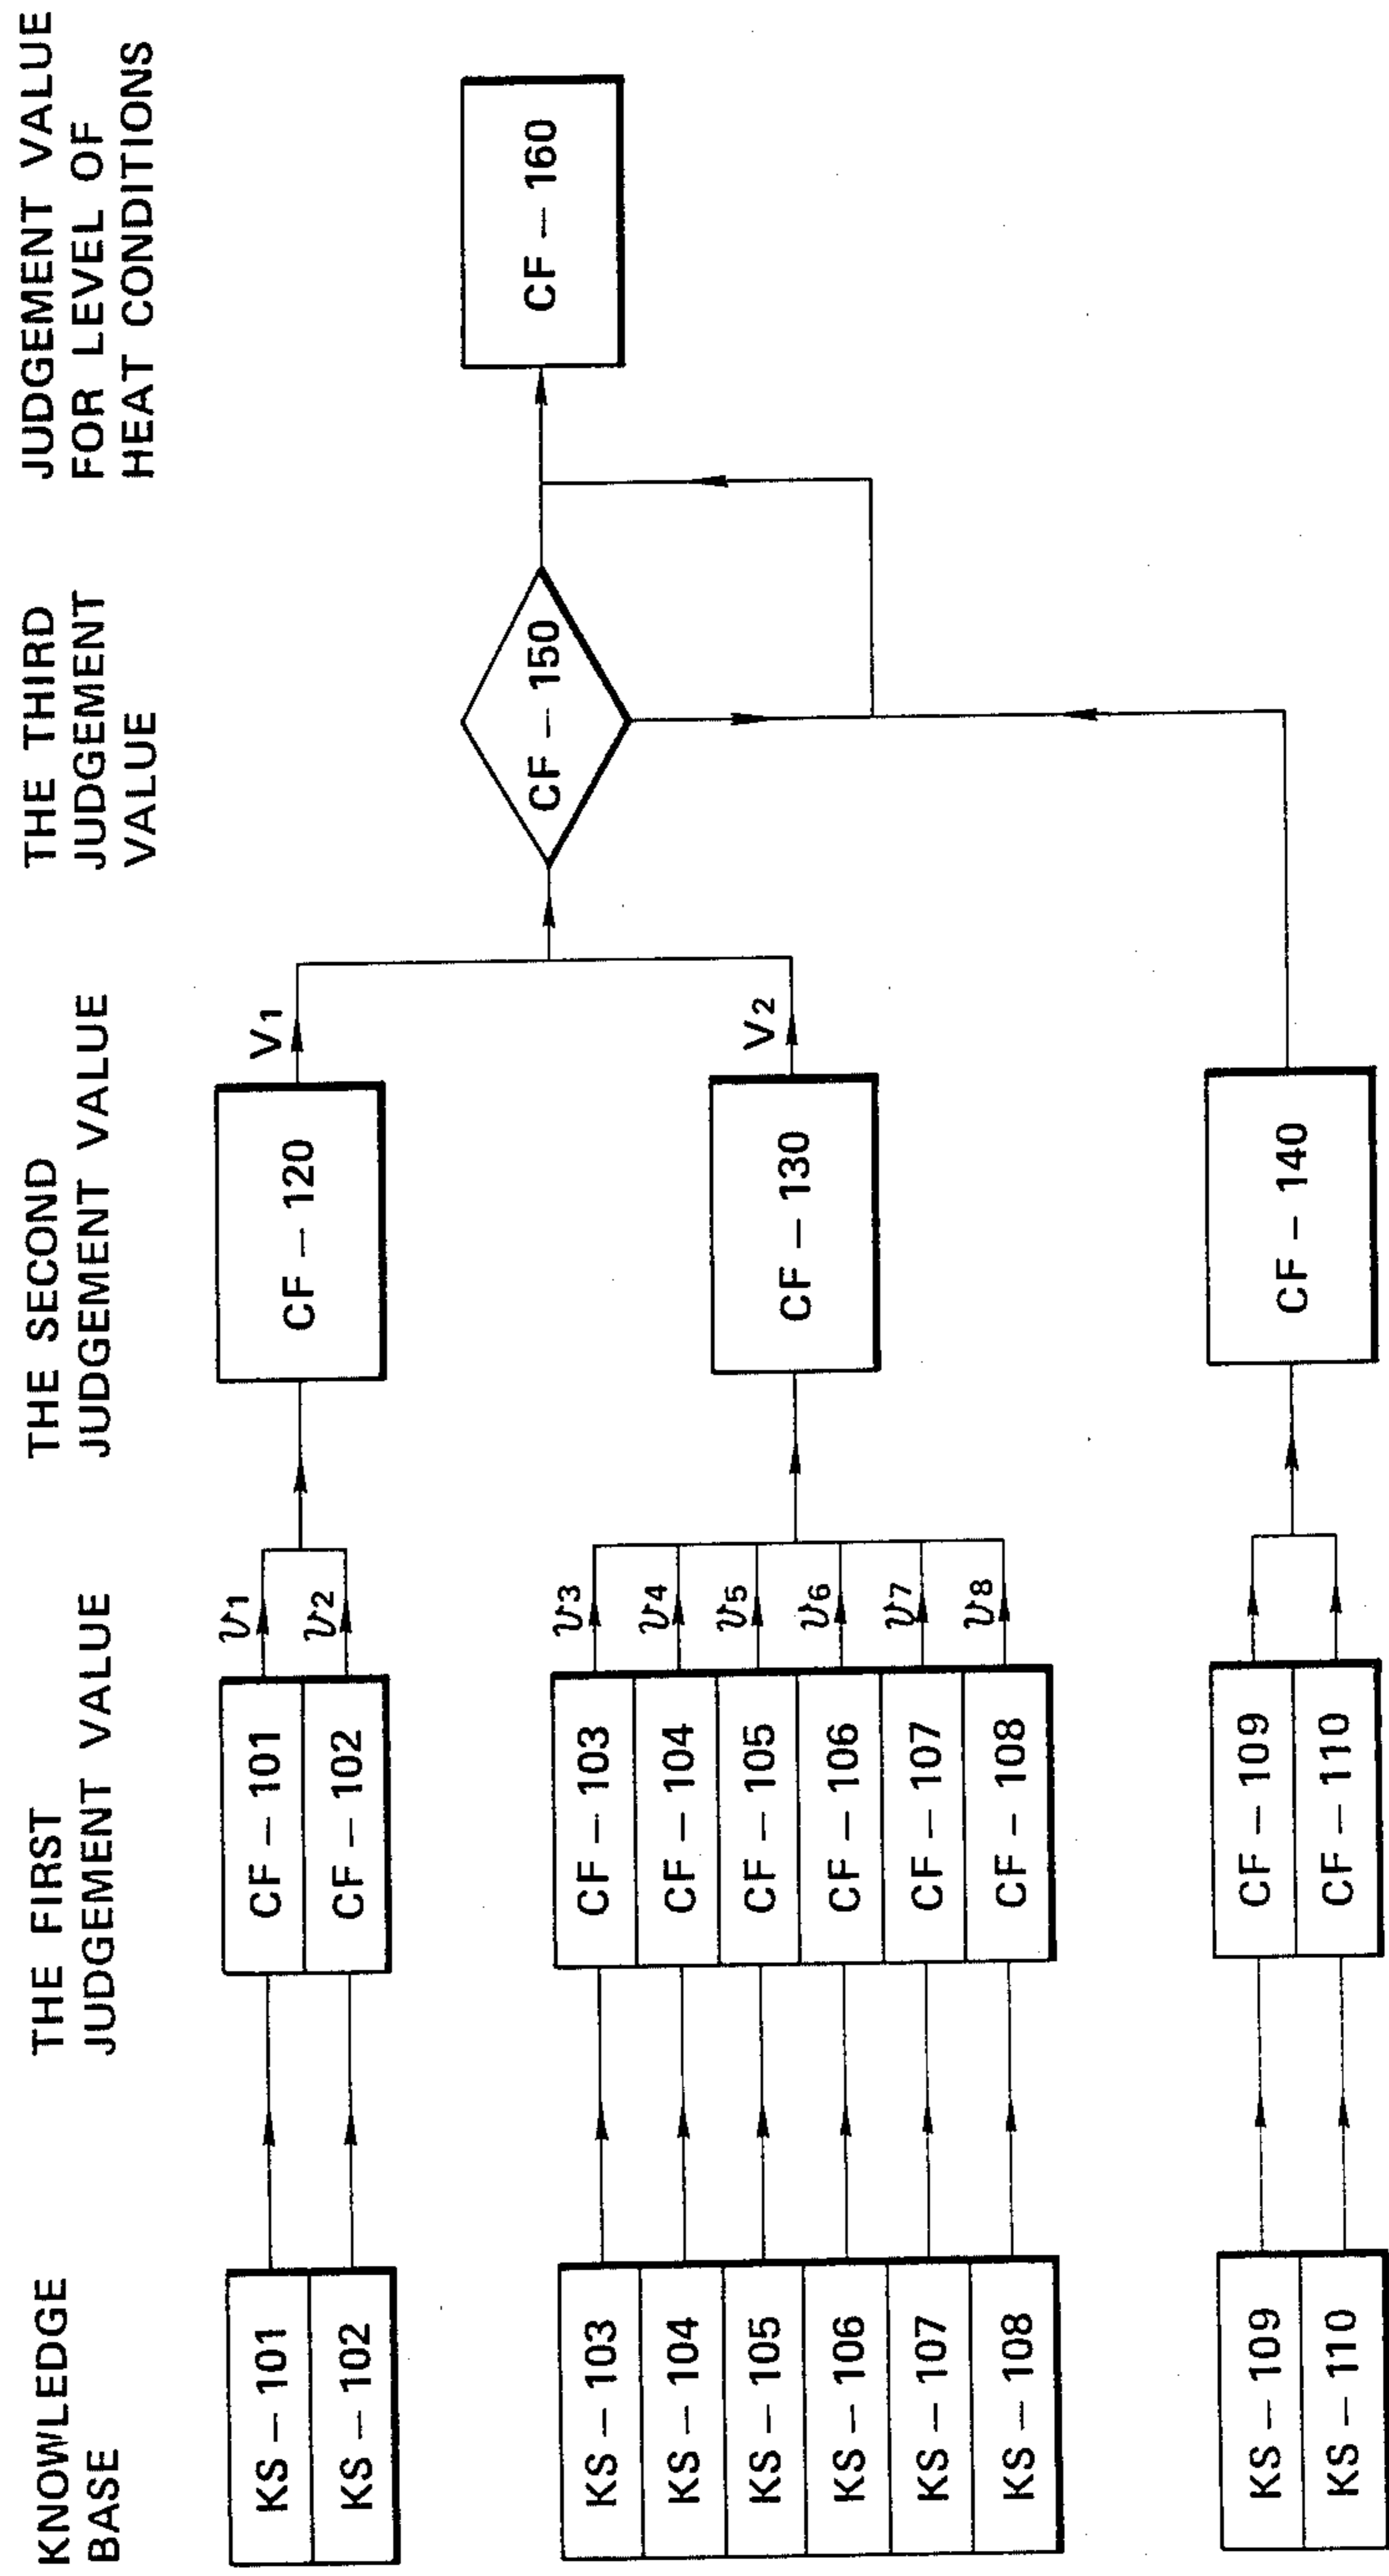 KNOWLEDGE
BASE
THE FIRST
JUDGEMENT VALUE
THE SECOND
JUDGEMENT VALUE
THE THIRD
JUDGEMENT
VALUE
JUDGEMENT VALUE
FOR LEVEL OF
HEAT CONDITIONS
KS – 101
KS – 102
CF – 101
CF – 102
v1
v2
CF – 120
V1
KS – 103
KS – 104
KS – 105
KS – 106
KS – 107
KS – 108
CF – 103
CF – 104
CF – 105
CF – 106
CF – 107
CF – 108
v3
v4
v5
v6
v7
v8
CF – 130
V2
CF – 150
CF – 160
KS – 109
KS – 110
CF – 109
CF – 110
CF – 140